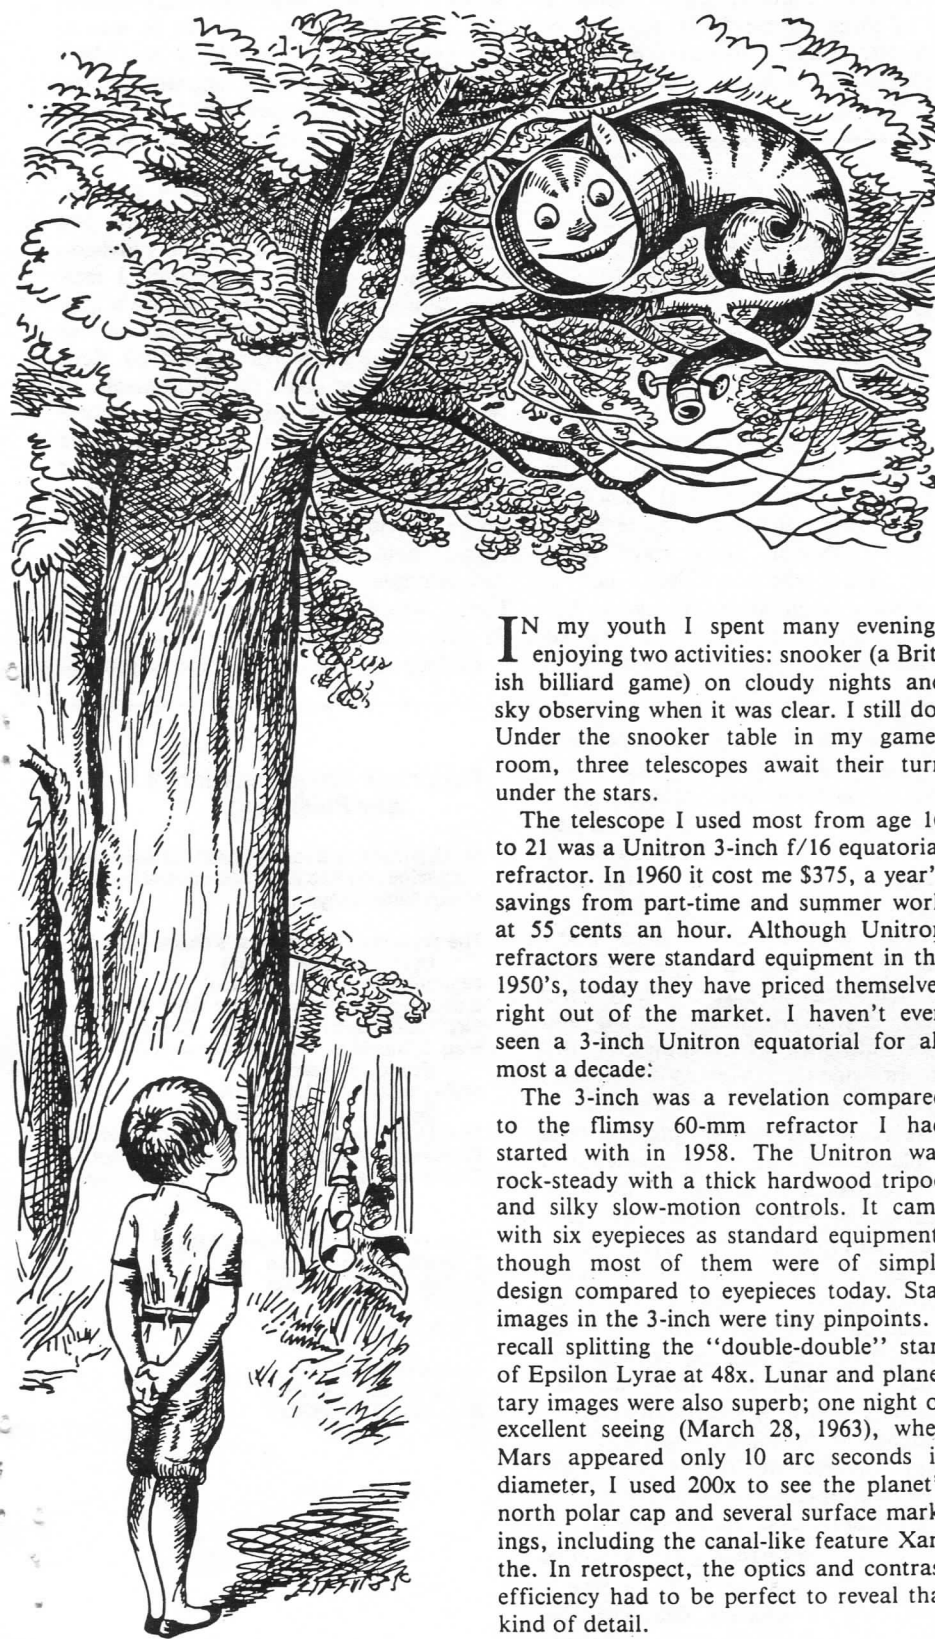 IN my youth I spent many evening
enjoying two activities: snooker (a Brit
ish billiard game) on cloudy nights and
sky observing when it was clear. I still do
Under the snooker table in my game
room, three telescopes await their turn
under the stars.
The telescope I used most from age 1
to 21 was a Unitron 3-inch f/16 equatoria
refractor. In 1960 it cost me $375, a year'
savings from part-time and summer wor
at 55 cents an hour. Although Unitron
refractors were standard equipment in th
1950's, today they have priced themselve
right out of the market. I haven't even
seen a 3-inch Unitron equatorial for al
most a decade.
The 3-inch was a revelation compared
to the flimsy 60-mm refractor I had
started with in 1958. The Unitron wa
rock-steady with a thick hardwood tripod
and silky slow-motion controls. It cam
with six eyepieces as standard equipment
though most of them were of simpl
design compared to eyepieces today. Sta
images in the 3-inch were tiny pinpoints.
recall splitting the "double-double" star
of Epsilon Lyrae at 48x. Lunar and plane
tary images were also superb; one night o
excellent seeing (March 28, 1963), whe
Mars appeared only 10 arc seconds i
diameter, I used 200x to see the planet'
north polar cap and several surface mark
ings, including the canal-like feature Xan
the. In retrospect, the optics and contras
efficiency had to be perfect to reveal tha
kind of detail.